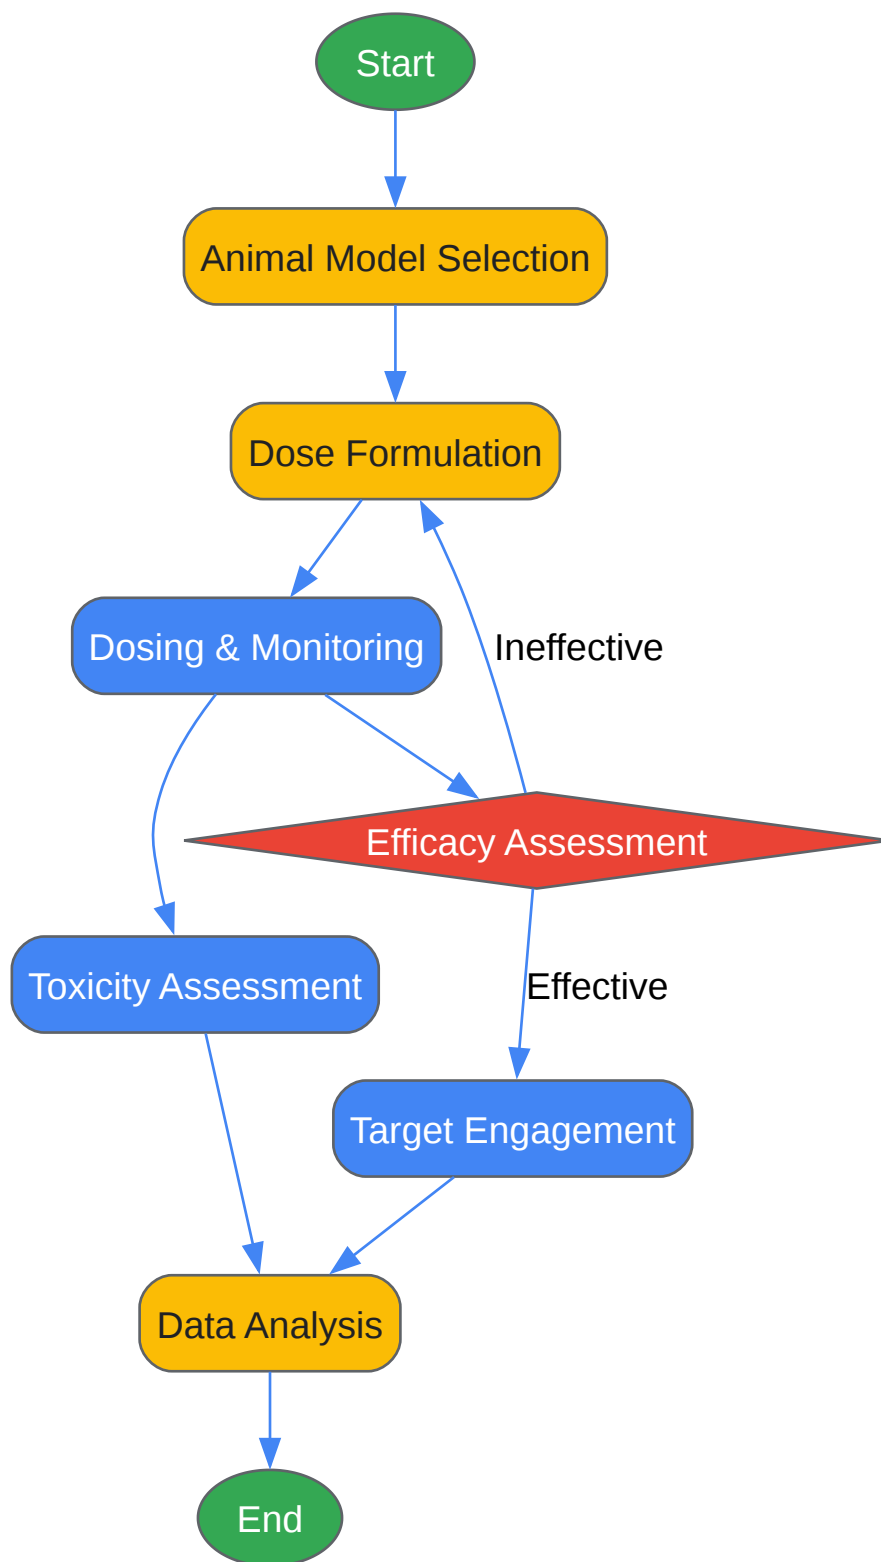 Start
Animal Model Selection
Dose Formulation
Dosing & Monitoring
Ineffective
Efficacy Assessment
Toxicity Assessment
Effective
Target Engagement
Data Analysis
End